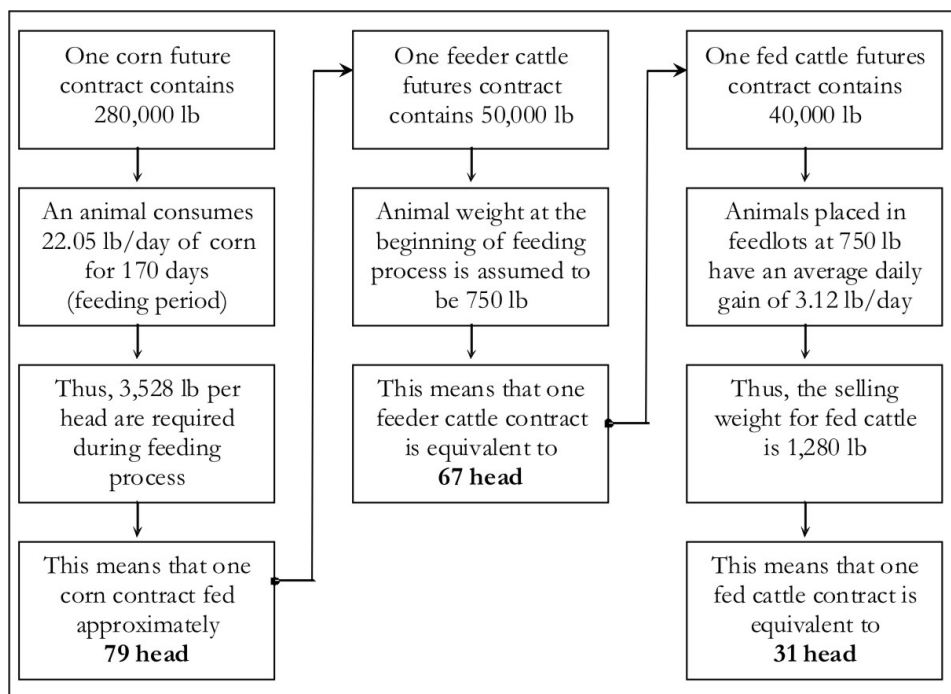 One corn future
contract contains
280,000 lb
An animal consumes
22.05 lb/day of corn
for 170 days
(feeding period)
Thus, 3,528 lb per
head are required
during feeding
process
This means that one
corn contract fed
approximately
79 head
One feeder cattle
futures contract
contains 50,000 lb
Animal weight at the
beginning of feeding
process is assumed to
be 750 lb
This means that one
feeder cattle contract
is equivalent to
67 head
One fed cattle futures
contract contains
40,000 lb
Animals placed in
feedlots at 750 lb
have an average daily
gain of 3.12 lb/day
Thus, the selling
weight for fed cattle
is 1,280 lb
This means that one
fed cattle contract is
equivalent to
31 head